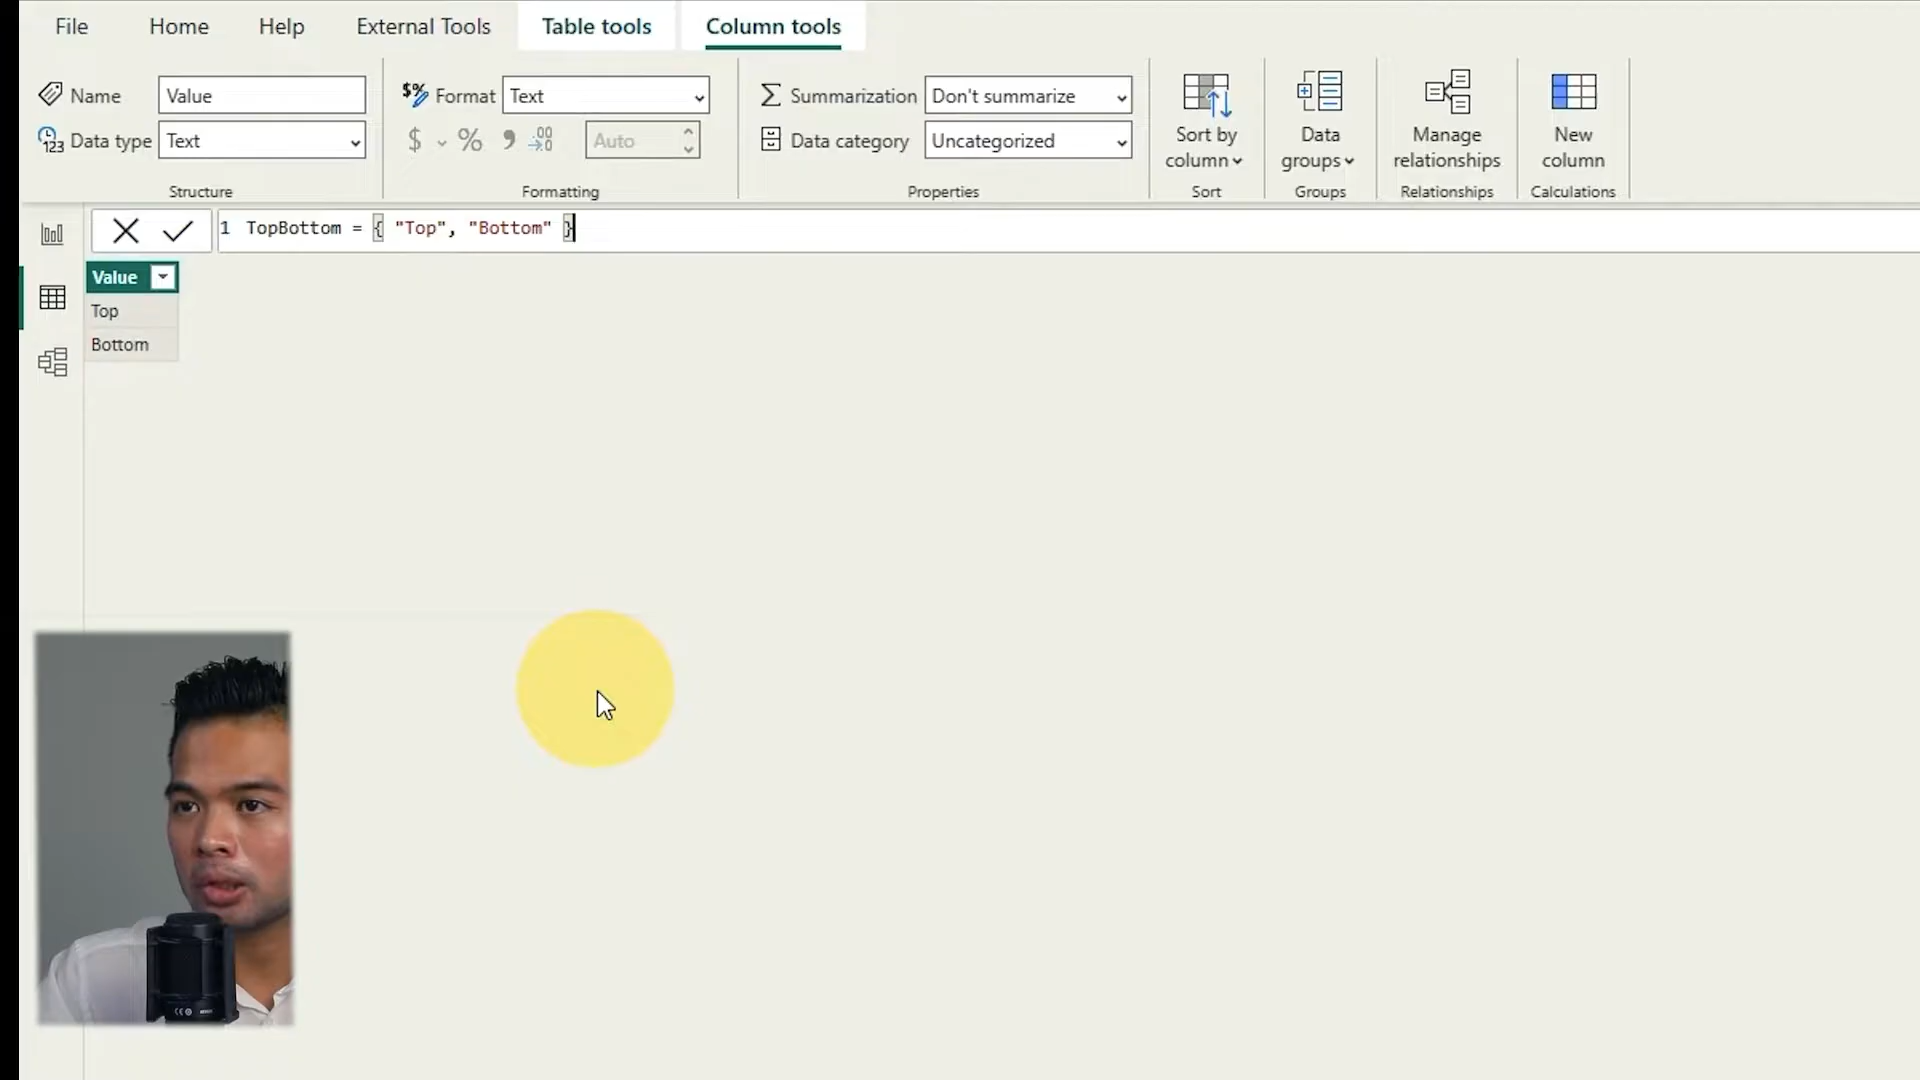 File Home Help External Tools Table tools Column tools
Name Value Format Text Summarization Don't summarize
Data type Text $ % Auto Data category Uncategorized
Sort by column Data groups Manage relationships New column
Structure Formatting Properties Sort Groups Relationships Calculations
1 TopBottom = { "Top", "Bottom" }
Value
Top
Bottom